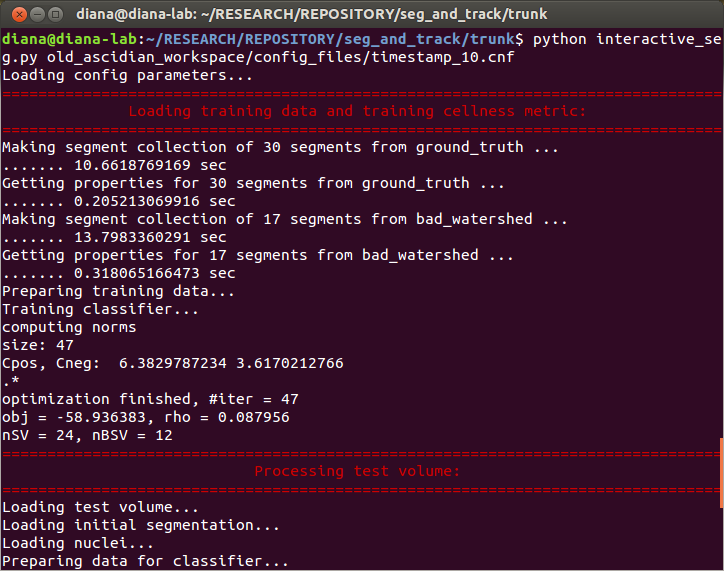 diana@diana-lab: ~/RESEARCH/REPOSITORY/seg_and_track/trunk
diana@diana-lab:~/RESEARCH/REPOSITORY/seg_and_track/trunk$ python interactive_se
g.py old_ascidian_workspace/config_files/timestamp_10.cnf
Loading config parameters...
================================================================================
Loading training data and training cellness metric:
================================================================================
Making segment collection of 30 segments from ground_truth ...
....... 10.6618769169 sec
Getting properties for 30 segments from ground_truth ...
....... 0.205213069916 sec
Making segment collection of 17 segments from bad_watershed ...
....... 13.7983360291 sec
Getting properties for 17 segments from bad_watershed ...
....... 0.318065166473 sec
Preparing training data...
Training classifier...
computing norms
size: 47
Cpos, Cneg:  6.3829787234 3.6170212766
.*
optimization finished, #iter = 47
obj = -58.936383, rho = 0.087956
nSV = 24, nBSV = 12
================================================================================
Processing test volume:
================================================================================
Loading test volume...
Loading initial segmentation...
Loading nuclei...
Preparing data for classifier...